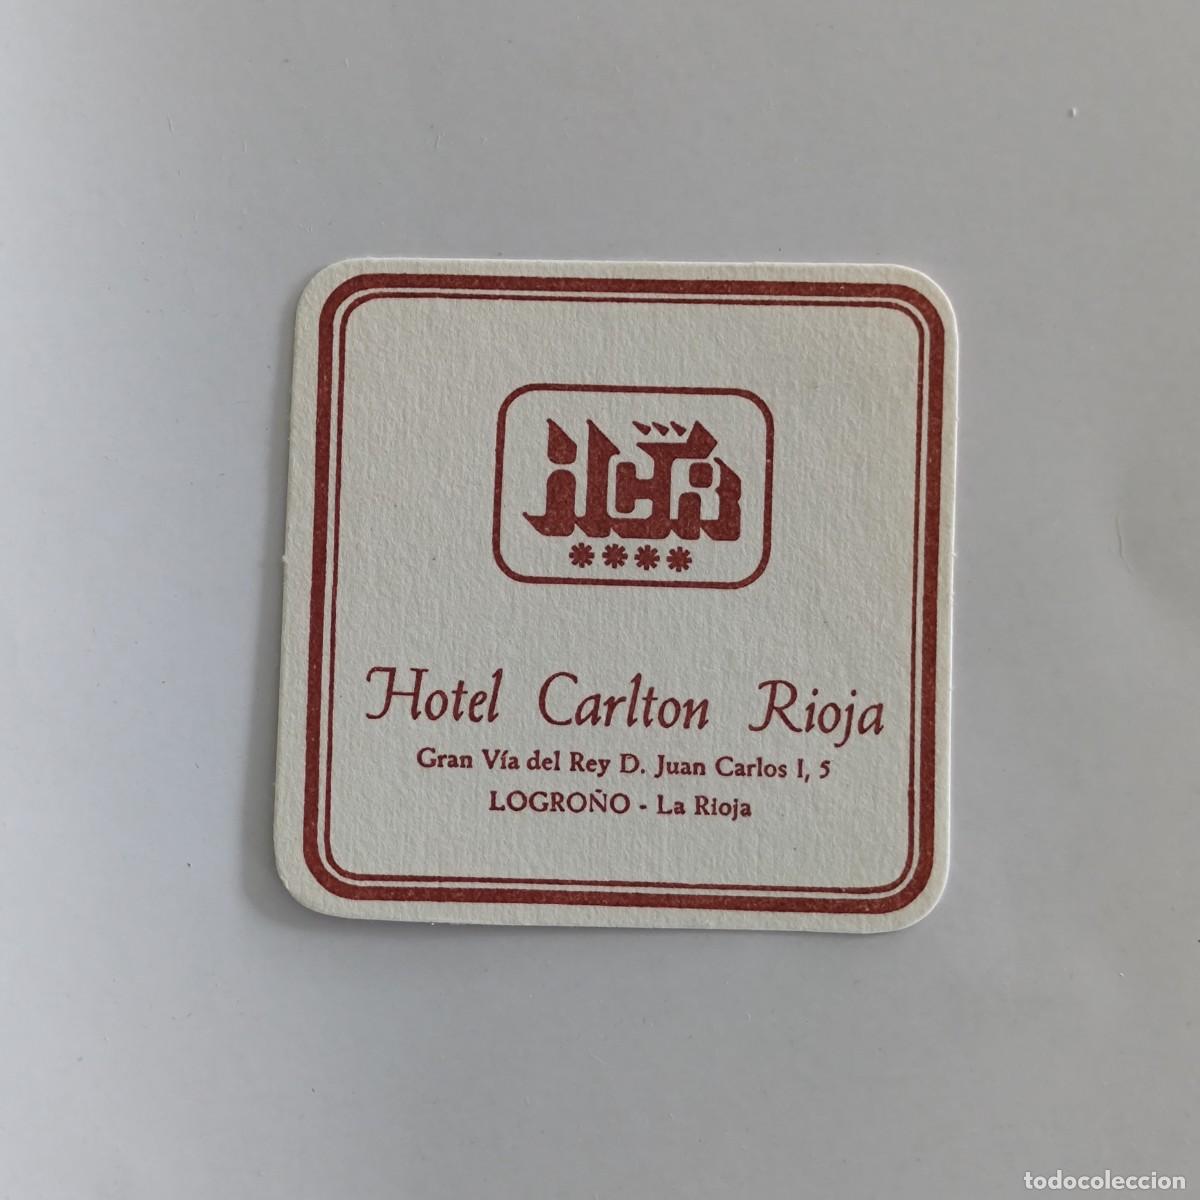 HCR
****
Hotel Carlton Rioja
Gran Vía del Rey D. Juan Carlos I, 5
LOGROÑO - La Rioja
todocoleccion